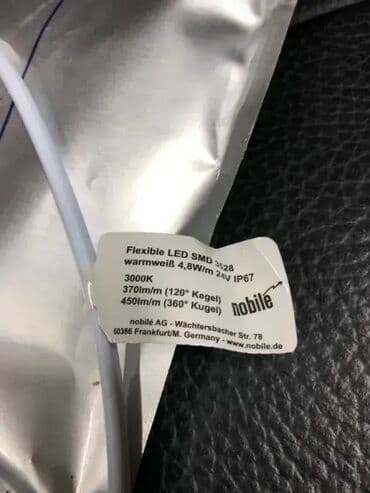 Flexible LED SMD 3528
warmweiß 4,8W/m 24V IP67
3000K
370lm/m (120° Kegel)
450lm/m (360° Kugel)
nobilé
nobilé AG - Wächtersbacher Str. 78
60386 Frankfurt/M. Germany - www.nobile.de